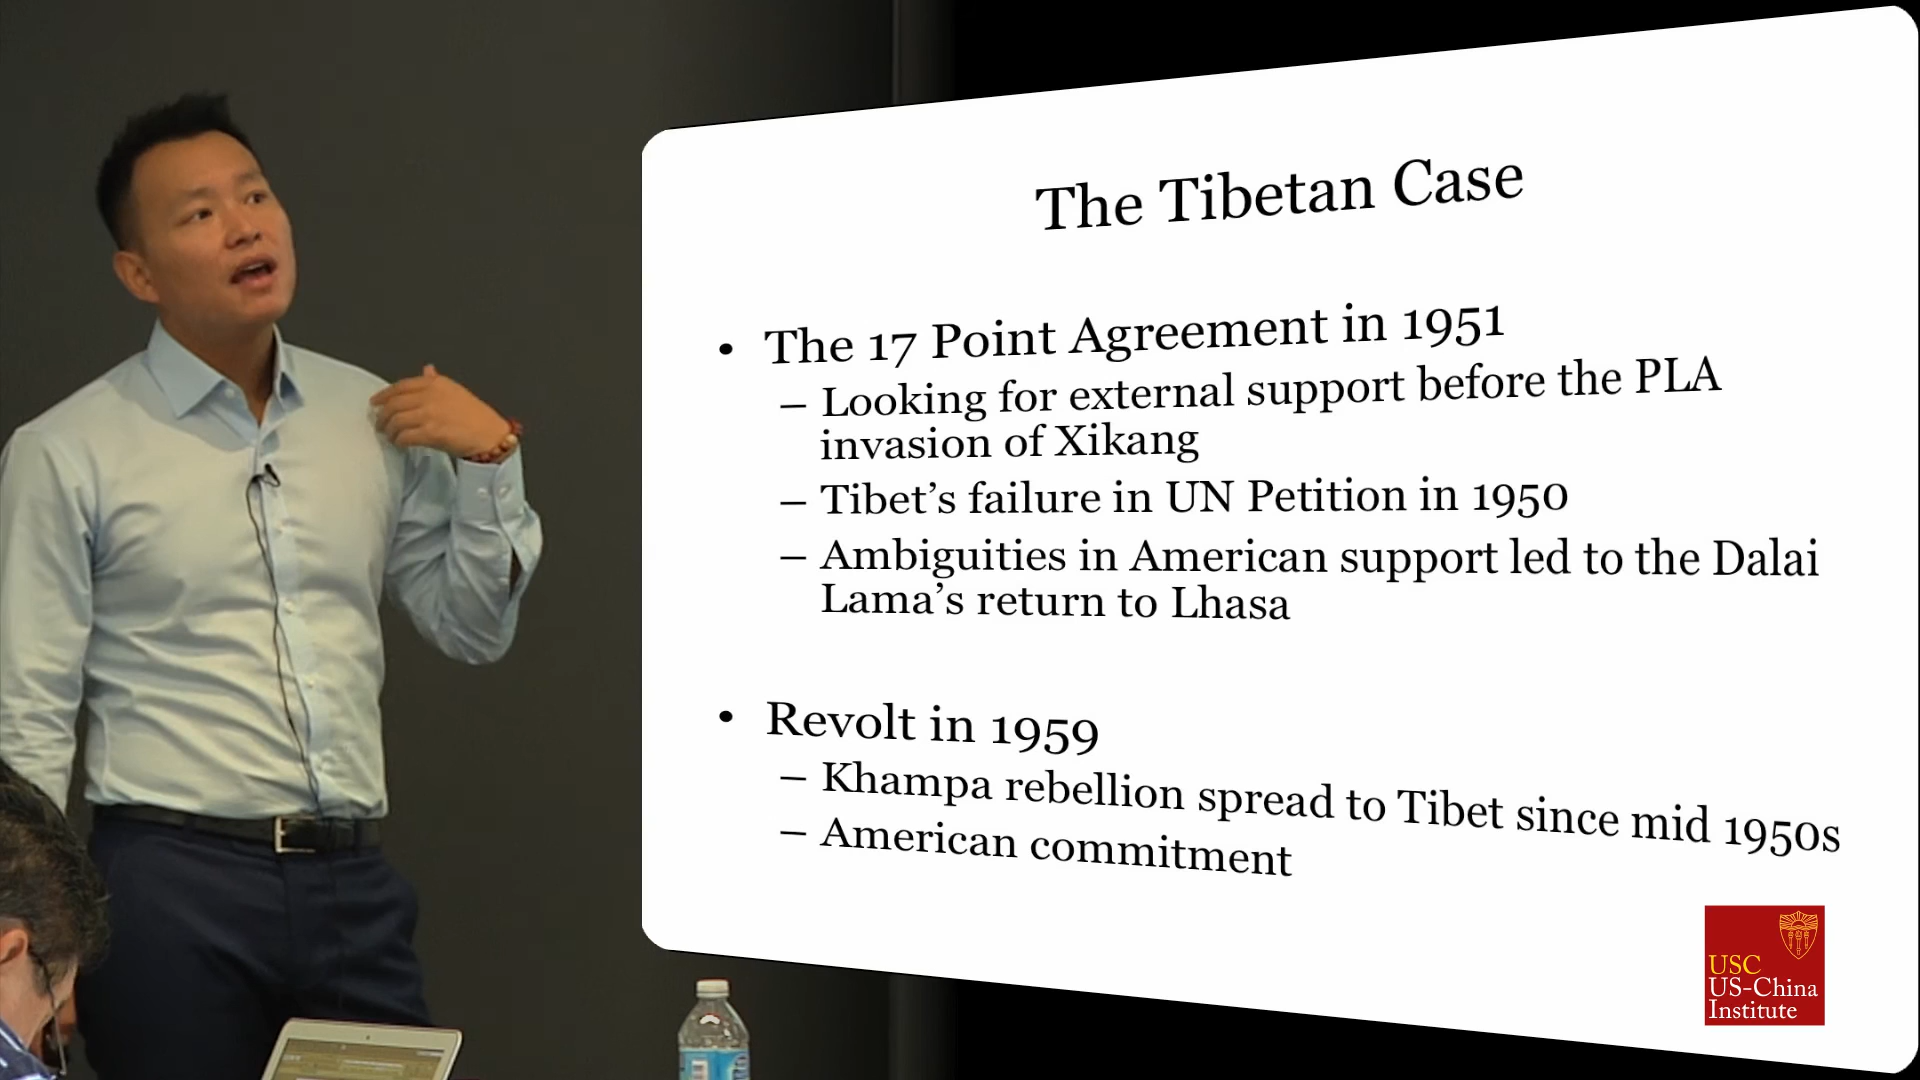 The Tibetan Case
• The 17 Point Agreement in 1951
– Looking for external support before the PLA
invasion of Xikang
– Tibet’s failure in UN Petition in 1950
– Ambiguities in American support led to the Dalai
Lama’s return to Lhasa
• Revolt in 1959
– Khampa rebellion spread to Tibet since mid 1950s
– American commitment
USC
US-China
Institute